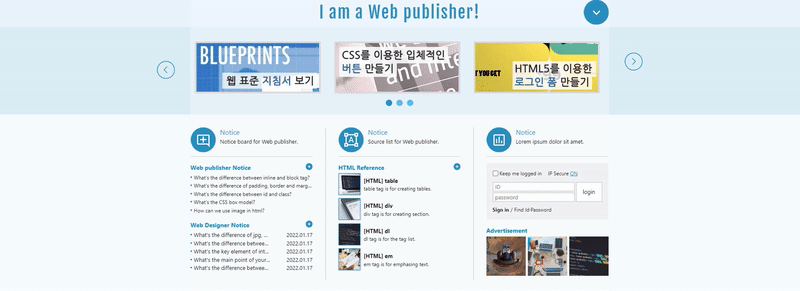 I am a Web publisher!
BLUEPRINTS
웹 표준 지침서 보기
CSS를 이용한 입체적인
버튼 만들기
HTML5를 이용한
로그인 폼 만들기
Notice
Notice board for Web publisher.
Web publisher Notice
What's the difference between inline and block tag?
What's the difference of padding, border and marg...
What's the difference between id and class?
What's the CSS box model?
How can we use image in html?
Web Designer Notice
What's the difference of jpg, ... 2022.01.17
What's the difference betwee... 2022.01.17
What's the key element of int... 2022.01.17
What's the main point of your... 2022.01.17
What's the difference betwee... 2022.01.17
Notice
Source list for Web publisher.
HTML Reference
[HTML] table
table tag is for creating tables.
[HTML] div
div tag is for creating section.
[HTML] dl
dl tag is for the tag list.
[HTML] em
em tag is for emphasing text.
Notice
Lorem ipsum dolor sit amet.
Keep me logged in IP Secure ON
ID
password
login
Sign in / Find Id·Password
Advertisement